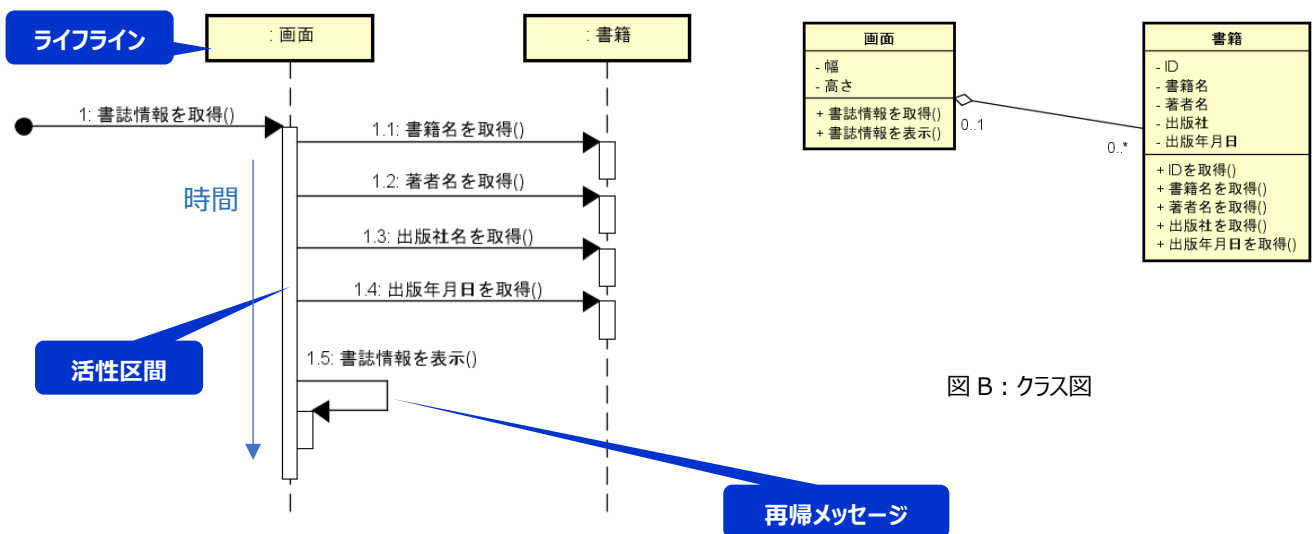 ライフライン
: 画面
: 書籍
1: 書誌情報を取得()
1.1: 書籍名を取得()
1.2: 著者名を取得()
1.3: 出版社名を取得()
1.4: 出版年月日を取得()
1.5: 書誌情報を表示()
時間
活性区間
再帰メッセージ
画面
- 幅
- 高さ
+ 書誌情報を取得()
+ 書誌情報を表示()
0..1
0..*
書籍
- ID
- 書籍名
- 著者名
- 出版社
- 出版年月日
+ IDを取得()
+ 書籍名を取得()
+ 著者名を取得()
+ 出版社を取得()
+ 出版年月日を取得()
図 B：クラス図